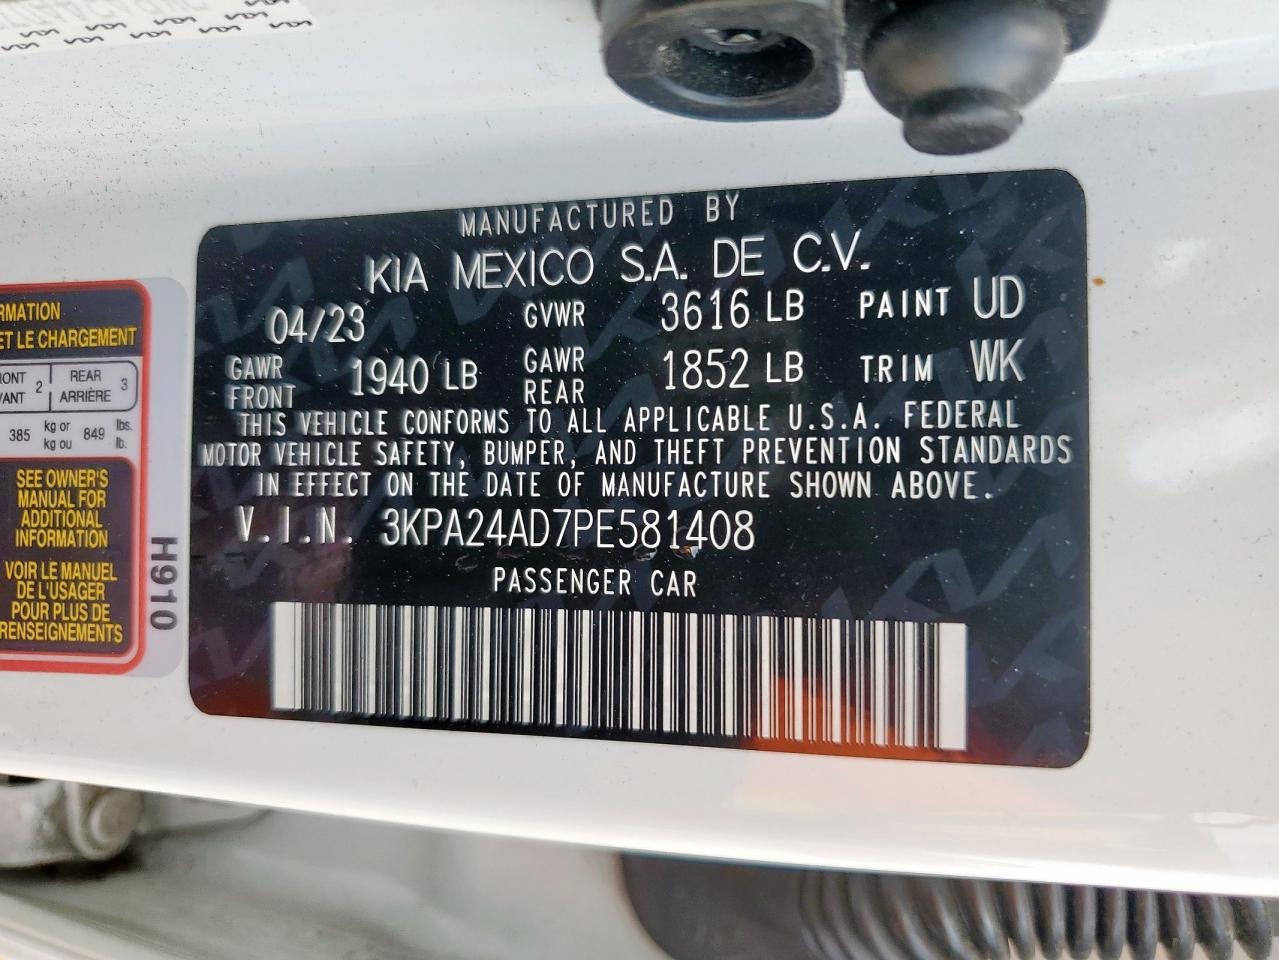 MANUFACTURED BY
KIA MEXICO S.A. DE C.V.
04/23 GVWR 3616 LB PAINT UD
GAWR FRONT 1940 LB GAWR REAR 1852 LB TRIM WK
THIS VEHICLE CONFORMS TO ALL APPLICABLE U.S.A. FEDERAL
MOTOR VEHICLE SAFETY, BUMPER, AND THEFT PREVENTION STANDARDS
IN EFFECT ON THE DATE OF MANUFACTURE SHOWN ABOVE.
V.I.N. 3KPA24AD7PE581408
PASSENGER CAR
ET LE CHARGEMENT
2 REAR 3
ARRIÈRE
385 kg or 849 lbs.
kg ou lb.
SEE OWNER'S
MANUAL FOR
ADDITIONAL
INFORMATION
VOIR LE MANUEL
DE L'USAGER
POUR PLUS DE
RENSEIGNEMENTS
H910